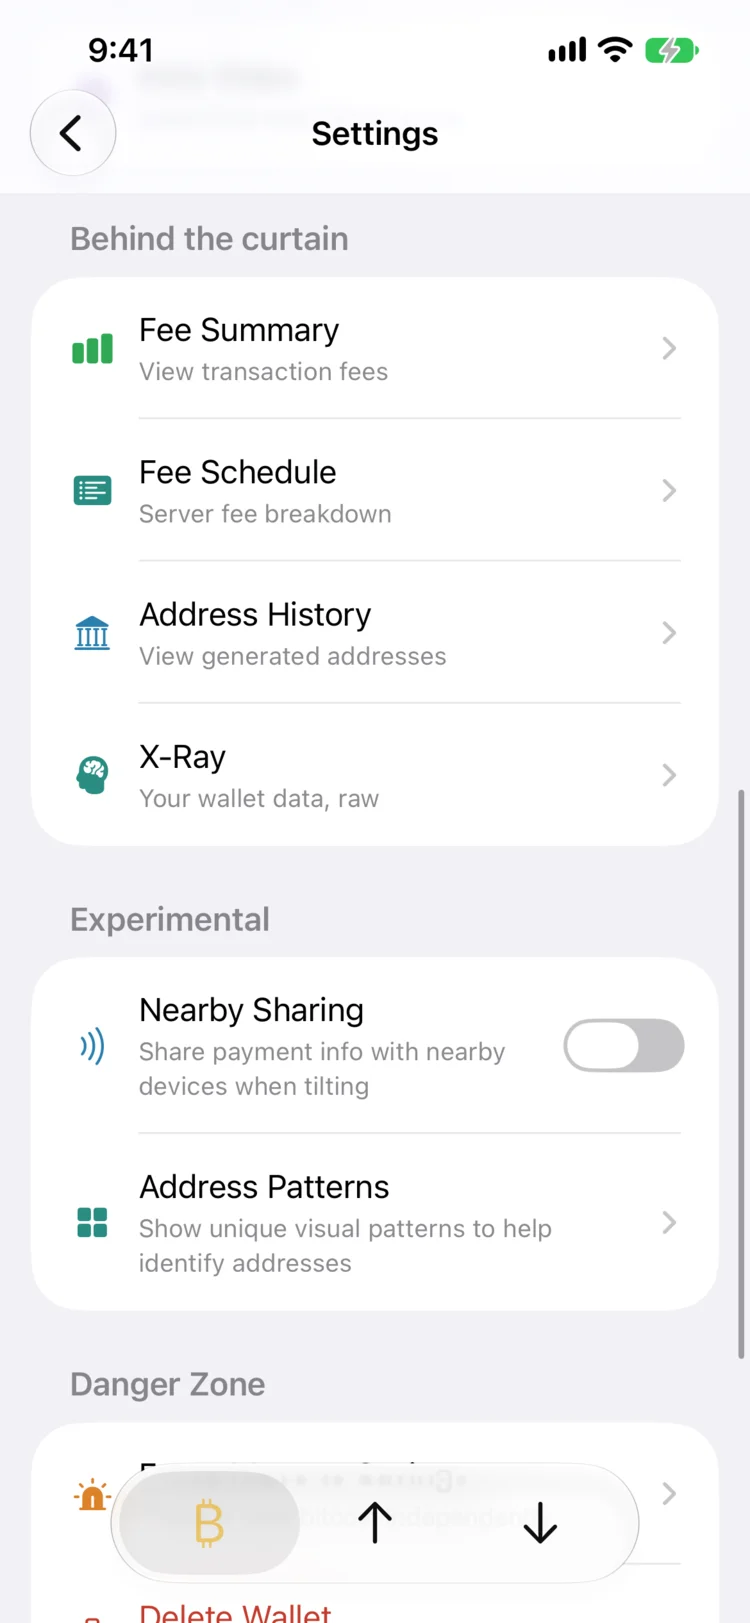 9:41
Settings
Behind the curtain
Fee Summary
View transaction fees
Fee Schedule
Server fee breakdown
Address History
View generated addresses
X-Ray
Your wallet data, raw
Experimental
Nearby Sharing
Share payment info with nearby
devices when tilting
Address Patterns
Show unique visual patterns to help
identify addresses
Danger Zone
Delete Wallet